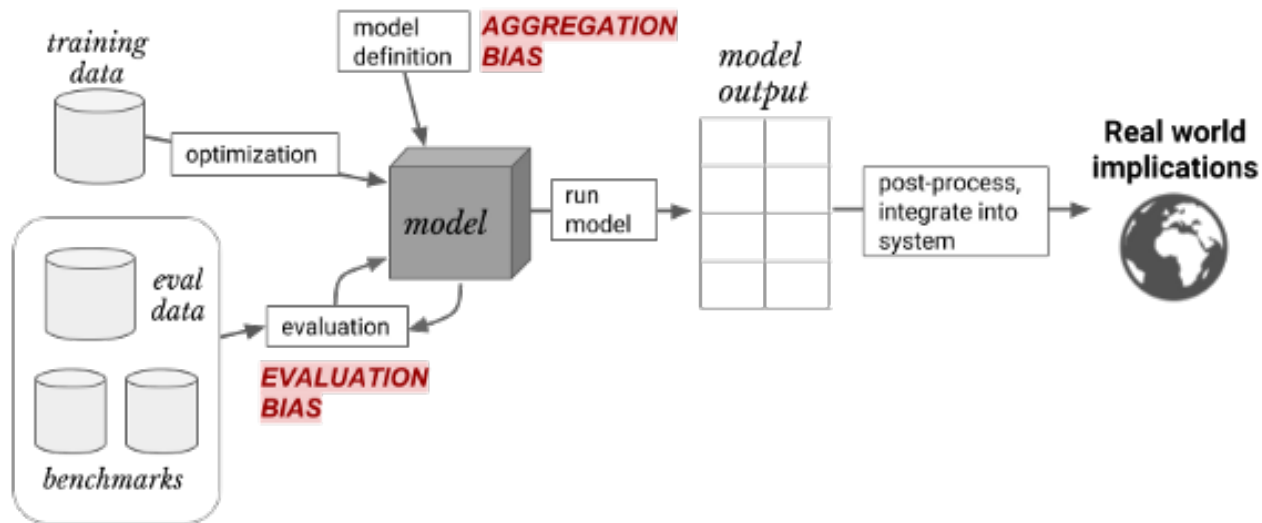 training
data
model
definition
AGGREGATION
BIAS
optimization
model
run
model
model
output
post-process,
integrate into
system
Real world
implications
eval
data
evaluation
EVALUATION
BIAS
benchmarks